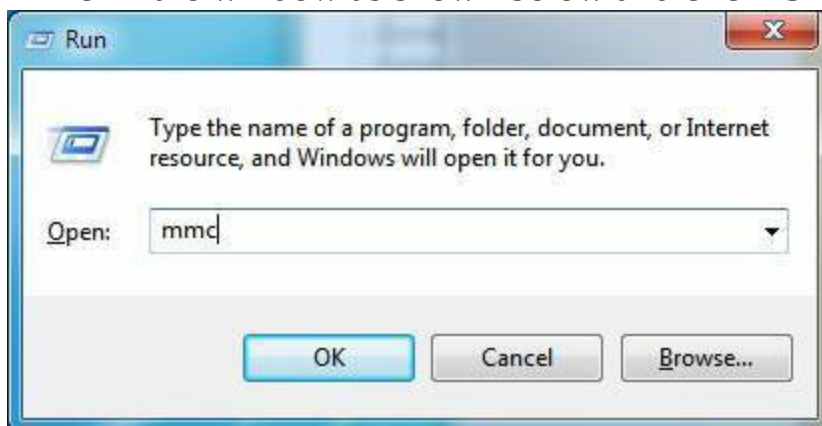 Run
Type the name of a program, folder, document, or Internet
resource, and Windows will open it for you.
Open:
mmc
OK
Cancel
Browse...